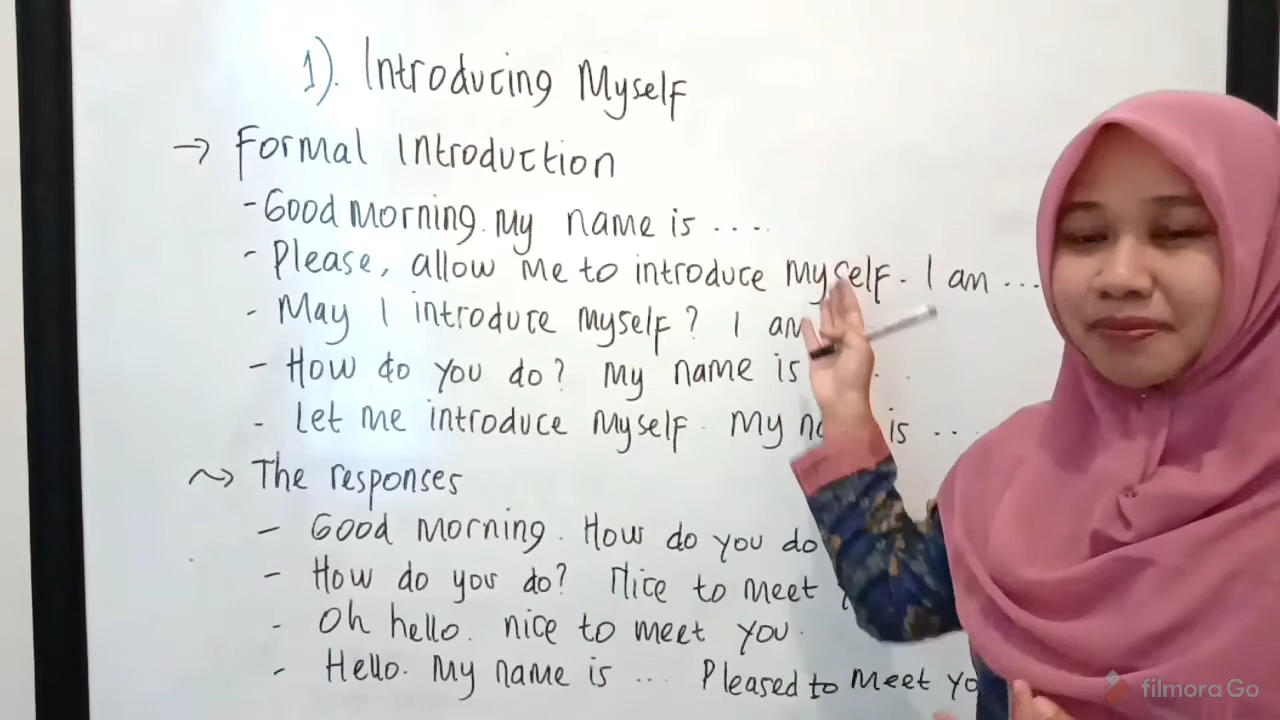 1). Introducing Myself
→ Formal Introduction
- Good Morning. My name is ....
- Please, allow me to introduce Myself. I am ...
- May I introduce Myself? I am
- How do you do? My name is . .
- Let me introduce Myself. My is ...
~> The responses
- Good Morning. How do you do
- How do you do? Nice to meet
- Oh hello. nice to meet you.
- Hello. My name is ... Pleased to Meet
filmora Go